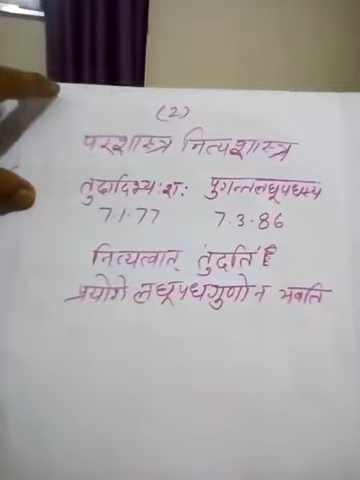 (2)
परशास्त्र नित्यशास्त्र
तुदादिभ्यः शः पुगन्तलघूपधस्य
7.1.77 7.3.86
नित्यत्वात् 'तुदति'
प्रयोगे लघूपधगुणो न भवति